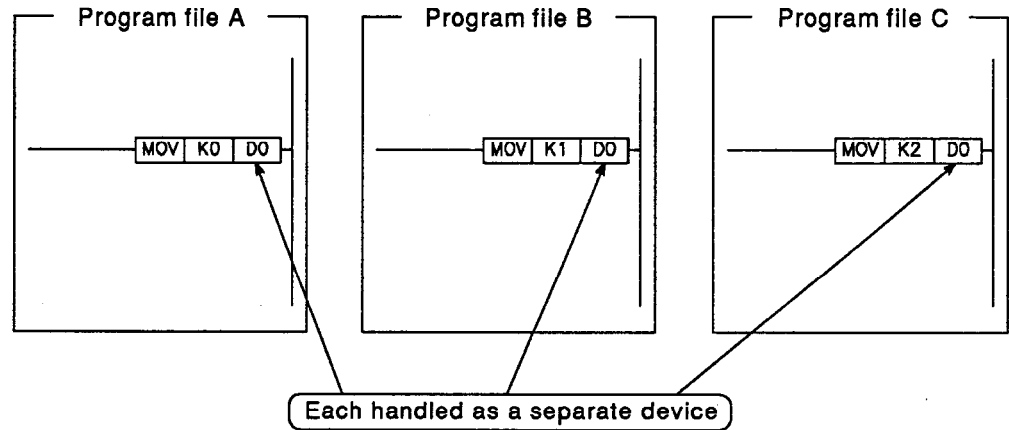 Program file A
Program file B
Program file C
MOV K0 D0
MOV K1 D0
MOV K2 D0
Each handled as a separate device